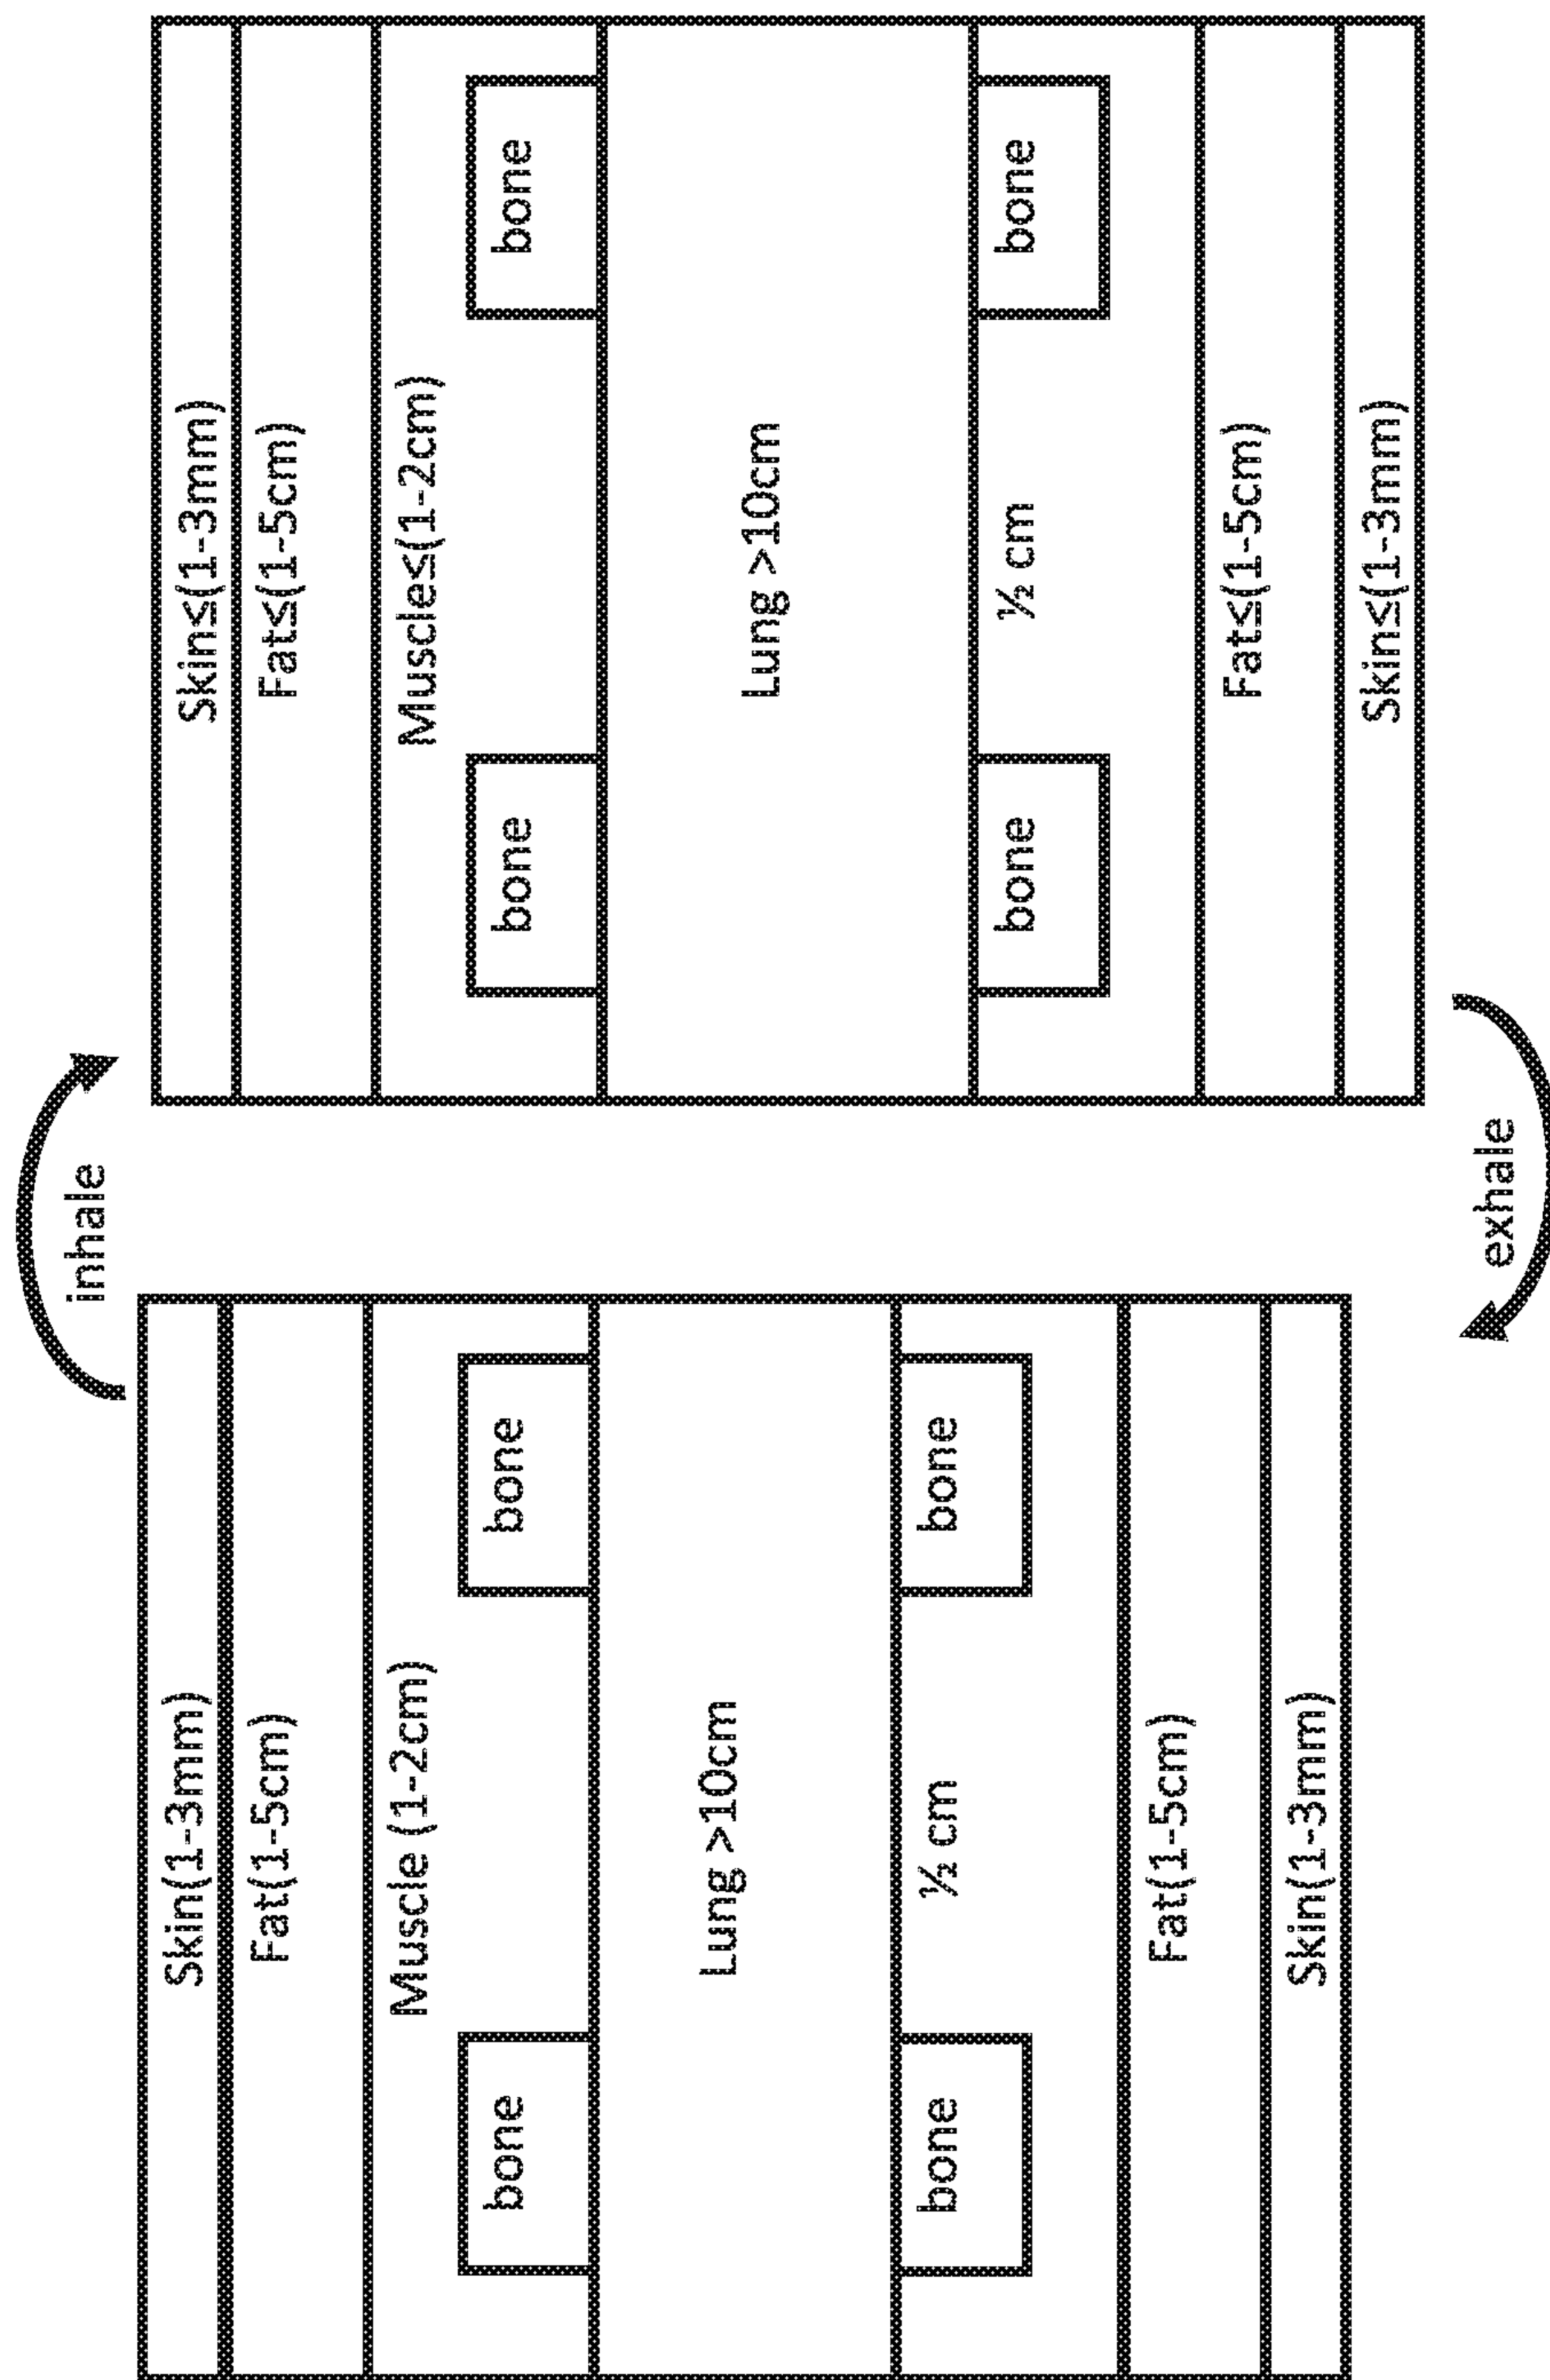 inhale
Skin(1-3mm)
Fat(1-5cm)
Muscle (1-2cm)
bone
bone
Lung >10cm
bone
½ cm
bone
Fat(1-5cm)
Skin(1-3mm)
Skin≤(1-3mm)
Fat≤(1-5cm)
Muscle≤(1-2cm)
bone
bone
Lung >10cm
bone
½ cm
bone
Fat≤(1-5cm)
Skin≤(1-3mm)
exhale